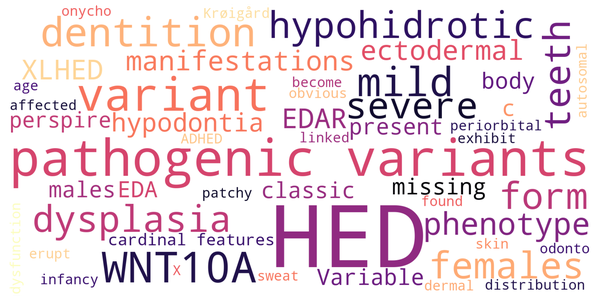 onycho Krøigård hypohidrotic
dentition
manifestations ectodermal teeth
XLHED mild become body autosomal
age variant obvious
affected severe c
perspire hypodontia ADHED EDAR present periorbital
linked exhibit
pathogenic variants
males EDA patchy classic missing found form
dysplasia HED phenotype
cardinal features skin
dysfunction erupt WNT10A X Variable females odonto
infancy sweat dermal distribution